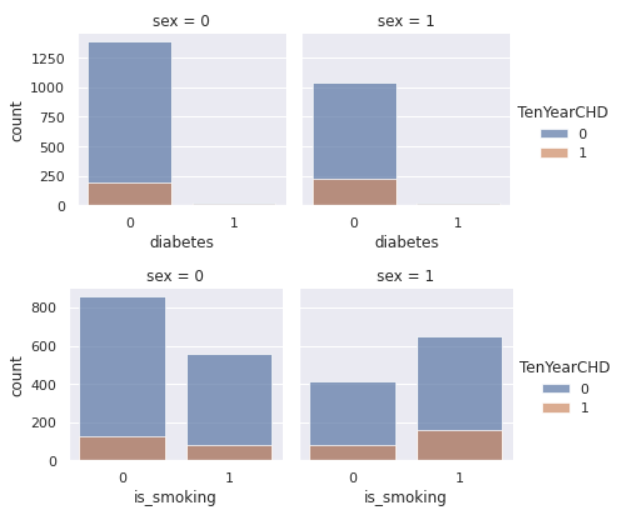 sex = 0
sex = 1
1250
1000
750
500
250
0
count
0
1
diabetes
0
1
diabetes
TenYearCHD
0
1
sex = 0
sex = 1
800
600
400
200
0
count
0
1
is_smoking
0
1
is_smoking
TenYearCHD
0
1